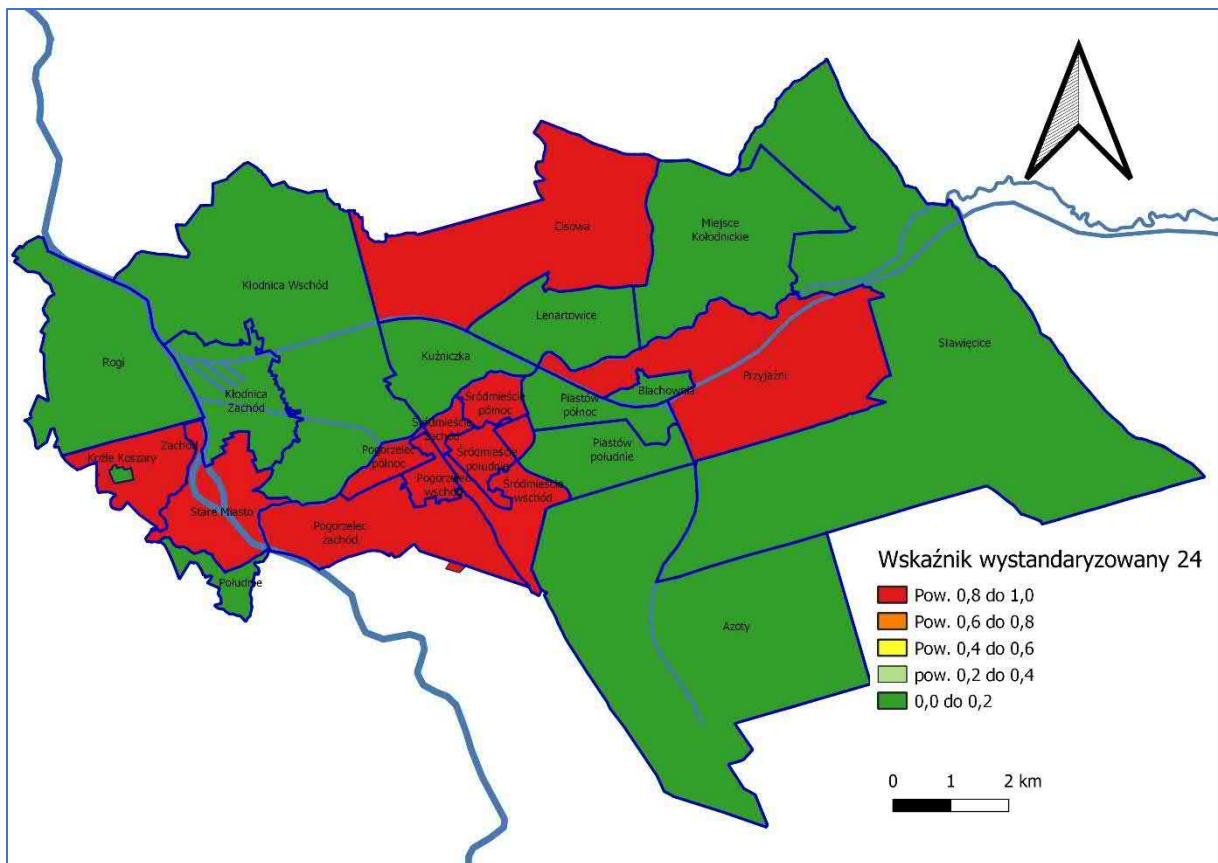 Cisowa
Miejsce
Kołodnickie
Kłodnica Wschód
Lenartowice
Sławięcice
Rogi
Kuźniczka
Przyjaźni
Blachownia
Kłodnica
Zachód
Śródmieście
północ
Piastów
północ
Śródmieście
zachód
Piastów
południe
Zachód
Koźle Koszary
Pogorzelec
północ
Śródmieście
południe
Pogorzelec
wschód
Śródmieście
wschód
Stare Miasto
Pogorzelec
zachód
Południe
Azoty
Wskaźnik wystandaryzowany 24
Pow. 0,8 do 1,0
Pow. 0,6 do 0,8
Pow. 0,4 do 0,6
pow. 0,2 do 0,4
0,0 do 0,2
0 1 2 km